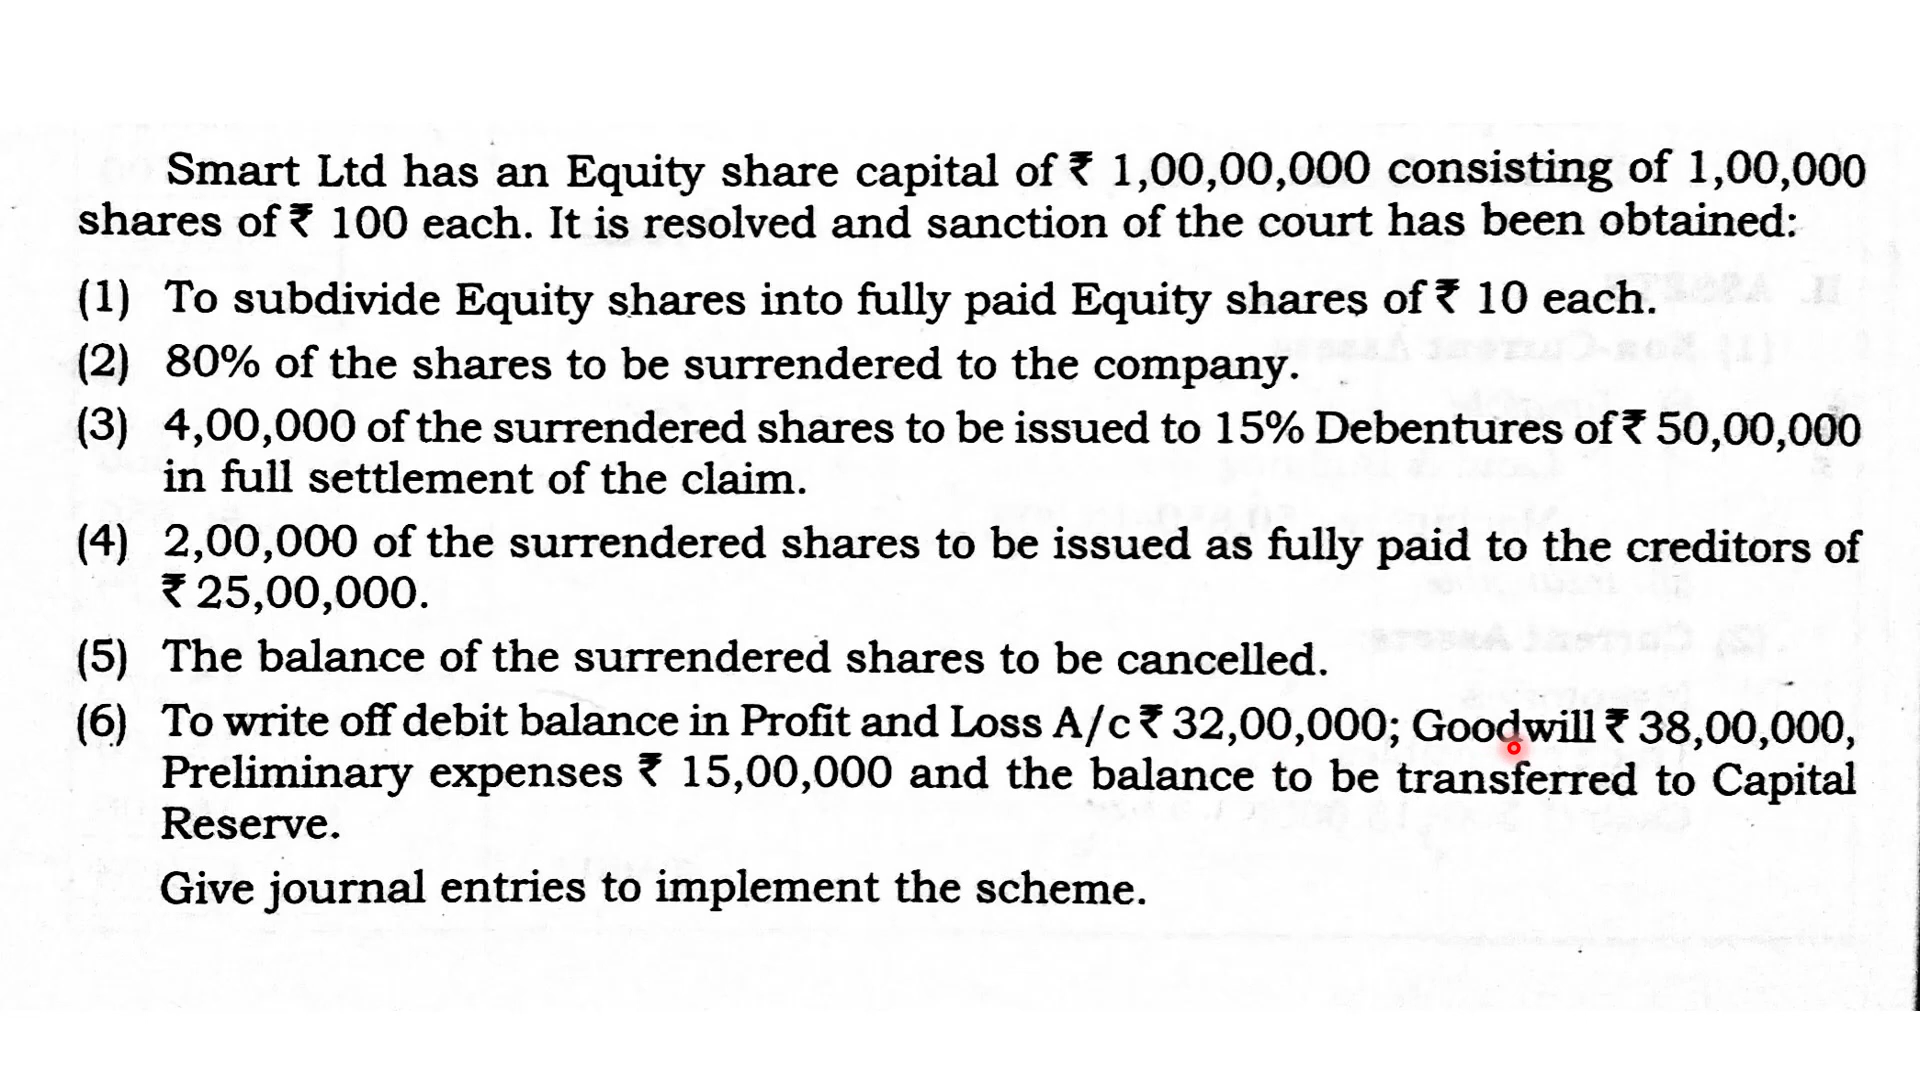 Smart Ltd has an Equity share capital of ₹ 1,00,00,000 consisting of 1,00,000
shares of ₹ 100 each. It is resolved and sanction of the court has been obtained:
(1) To subdivide Equity shares into fully paid Equity shares of ₹ 10 each.
(2) 80% of the shares to be surrendered to the company.
(3) 4,00,000 of the surrendered shares to be issued to 15% Debentures of ₹ 50,00,000
in full settlement of the claim.
(4) 2,00,000 of the surrendered shares to be issued as fully paid to the creditors of
₹ 25,00,000.
(5) The balance of the surrendered shares to be cancelled.
(6) To write off debit balance in Profit and Loss A/c ₹ 32,00,000; Goodwill ₹ 38,00,000,
Preliminary expenses ₹ 15,00,000 and the balance to be transferred to Capital
Reserve.
Give journal entries to implement the scheme.